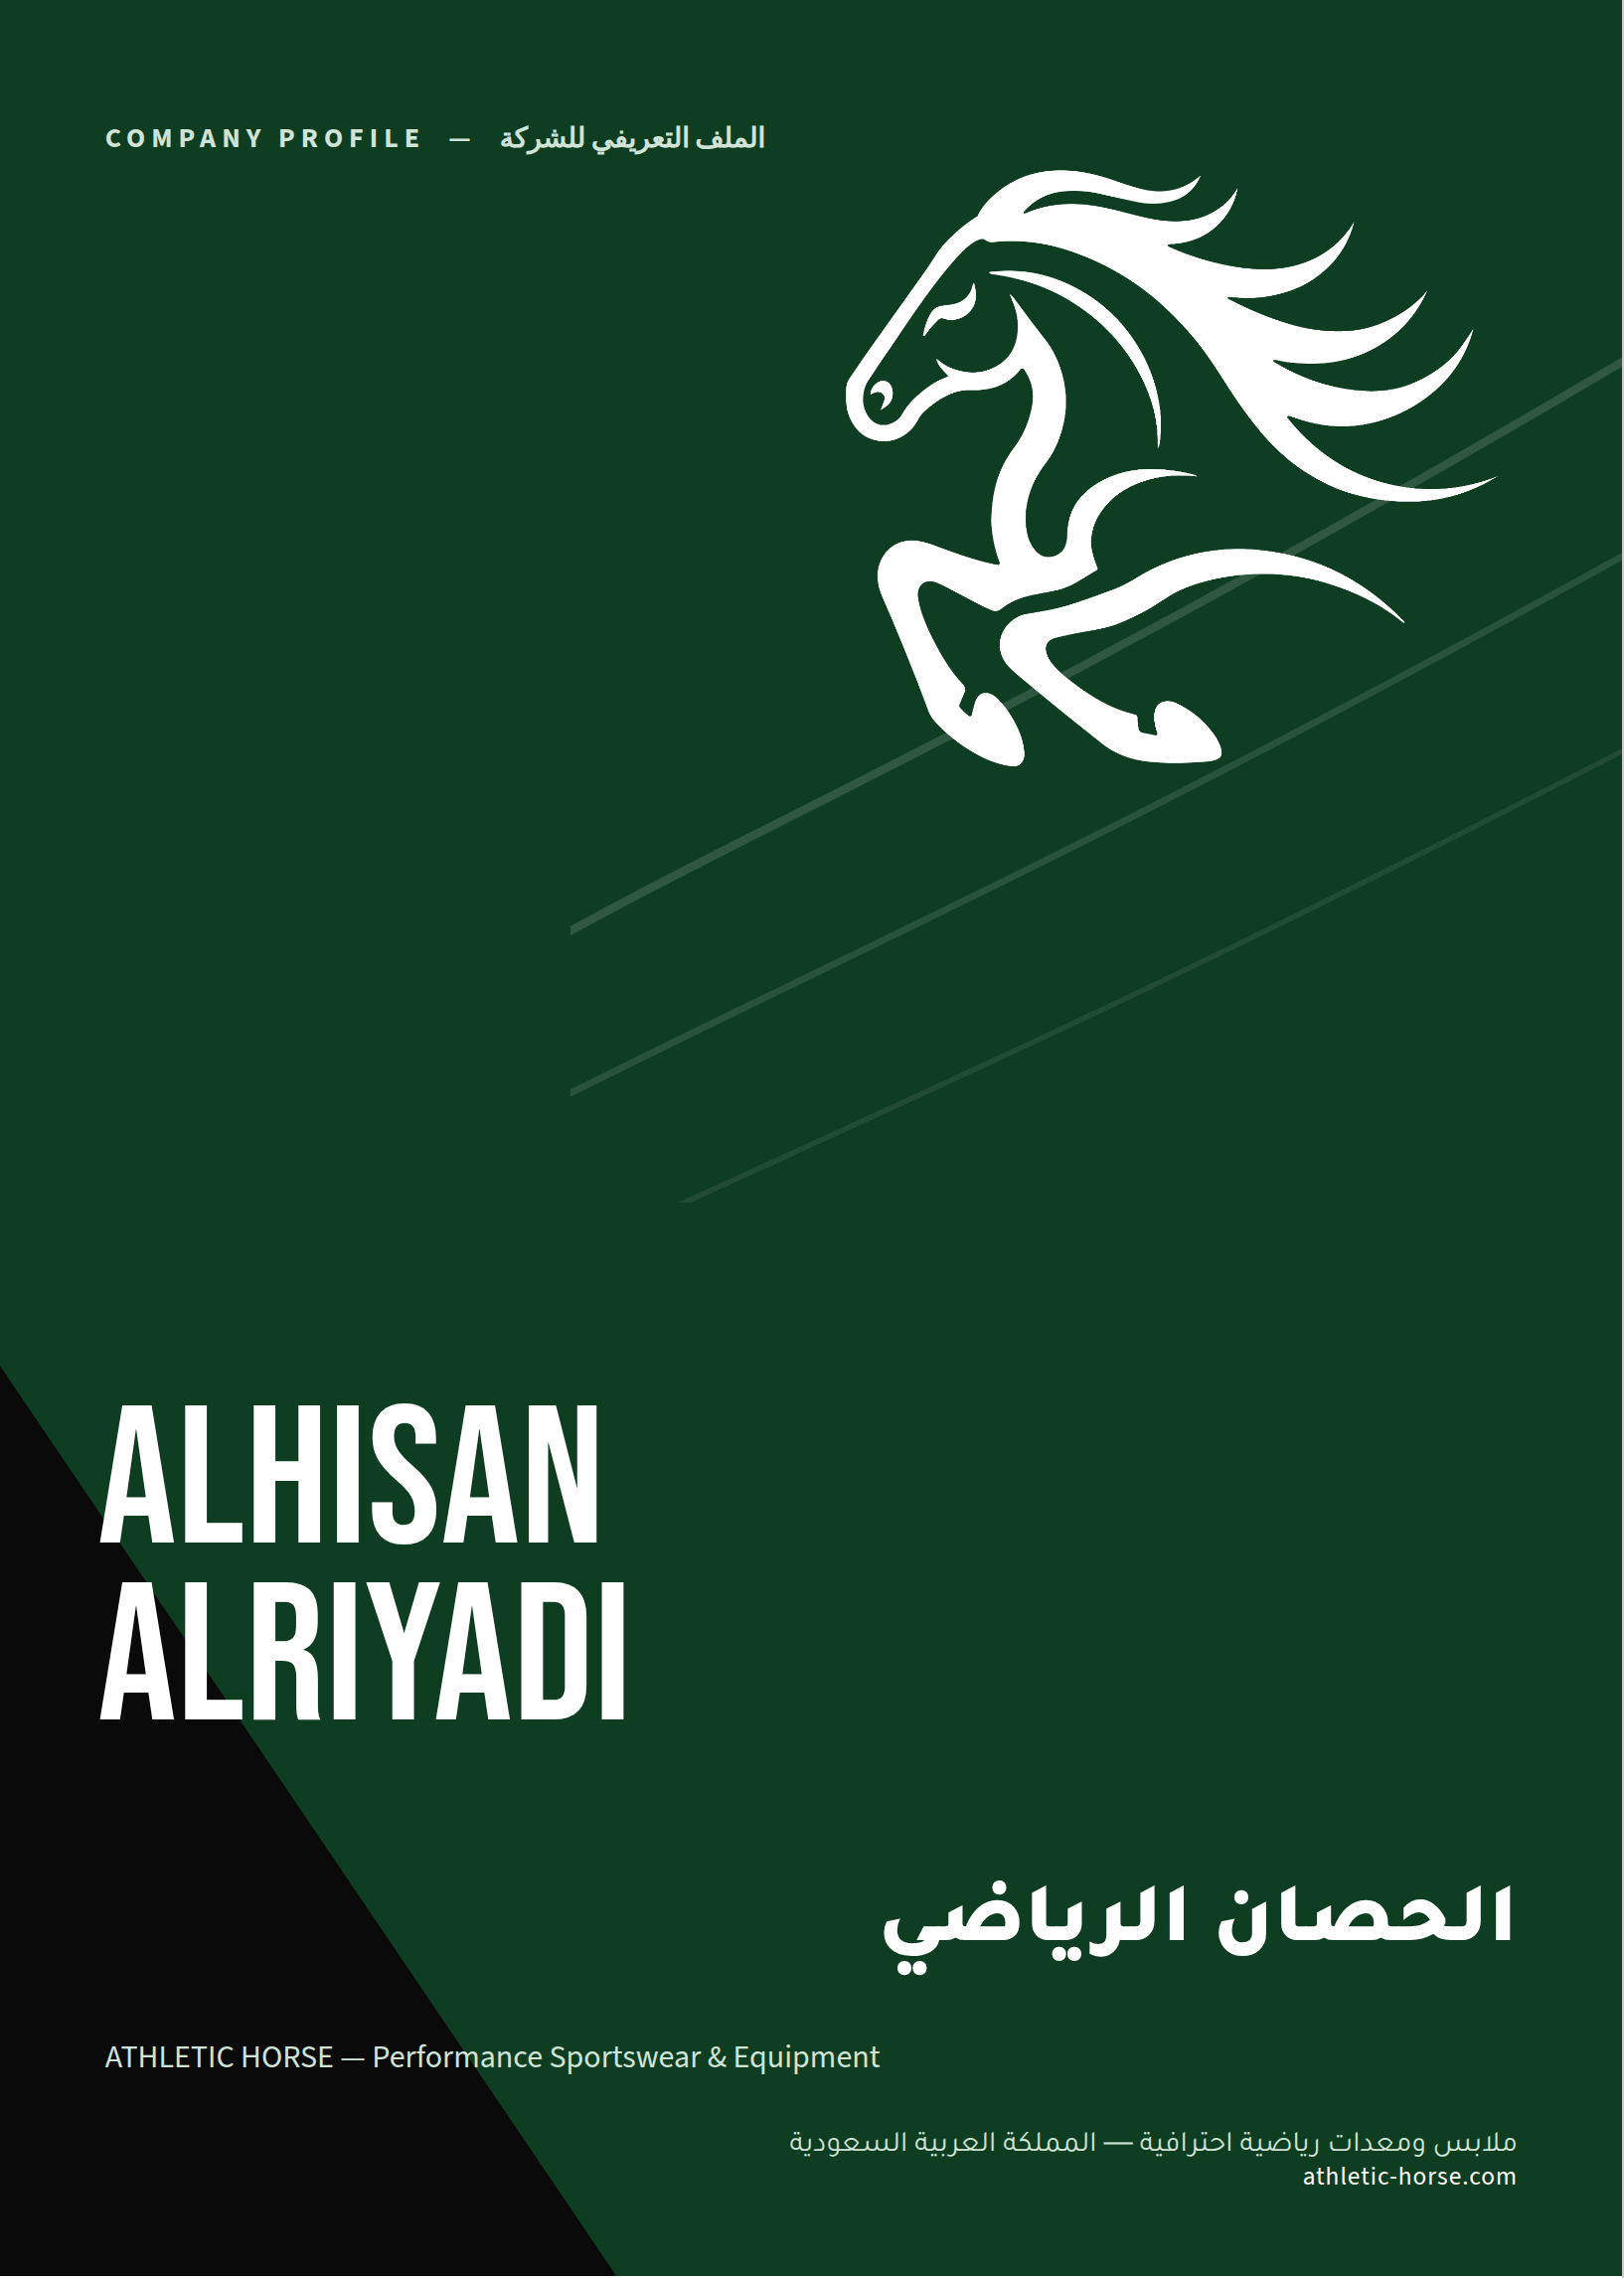 COMPANY PROFILE — الملف التعريفي للشركة
ALHISAN
ALRIYADI
الحصان الرياضي
ATHLETIC HORSE — Performance Sportswear & Equipment
ملابس ومعدات رياضية احترافية — المملكة العربية السعودية
athletic-horse.com